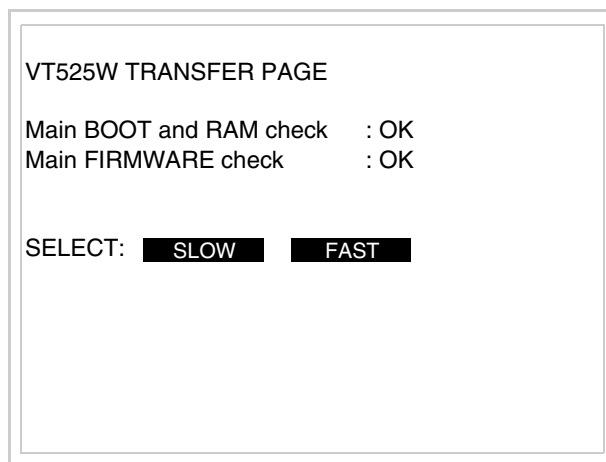 VT525W TRANSFER PAGE
Main BOOT and RAM check : OK
Main FIRMWARE check : OK
SELECT: SLOW FAST